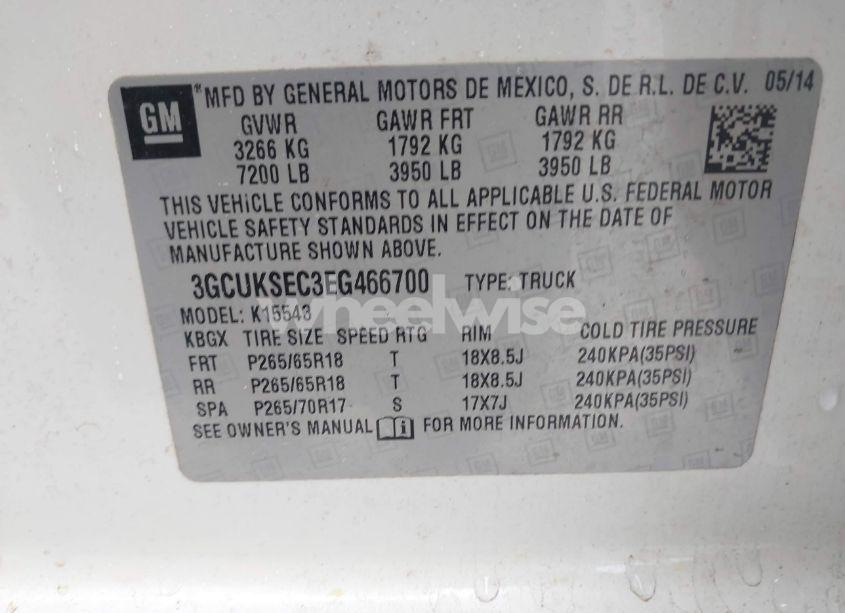 GM
MFD BY GENERAL MOTORS DE MEXICO, S. DE R.L. DE C.V. 05/14
GVWR GAWR FRT GAWR RR
3266 KG 1792 KG 1792 KG
7200 LB 3950 LB 3950 LB
THIS VEHICLE CONFORMS TO ALL APPLICABLE U.S. FEDERAL MOTOR
VEHICLE SAFETY STANDARDS IN EFFECT ON THE DATE OF
MANUFACTURE SHOWN ABOVE.
3GCUKSEC3EG466700 TYPE: TRUCK
wheelwise
MODEL: K15543
KBGX TIRE SIZE SPEED RTG RIM COLD TIRE PRESSURE
FRT P265/65R18 T 18X8.5J 240KPA(35PSI)
RR P265/65R18 T 18X8.5J 240KPA(35PSI)
SPA P265/70R17 S 17X7J 240KPA(35PSI)
SEE OWNER'S MANUAL FOR MORE INFORMATION.